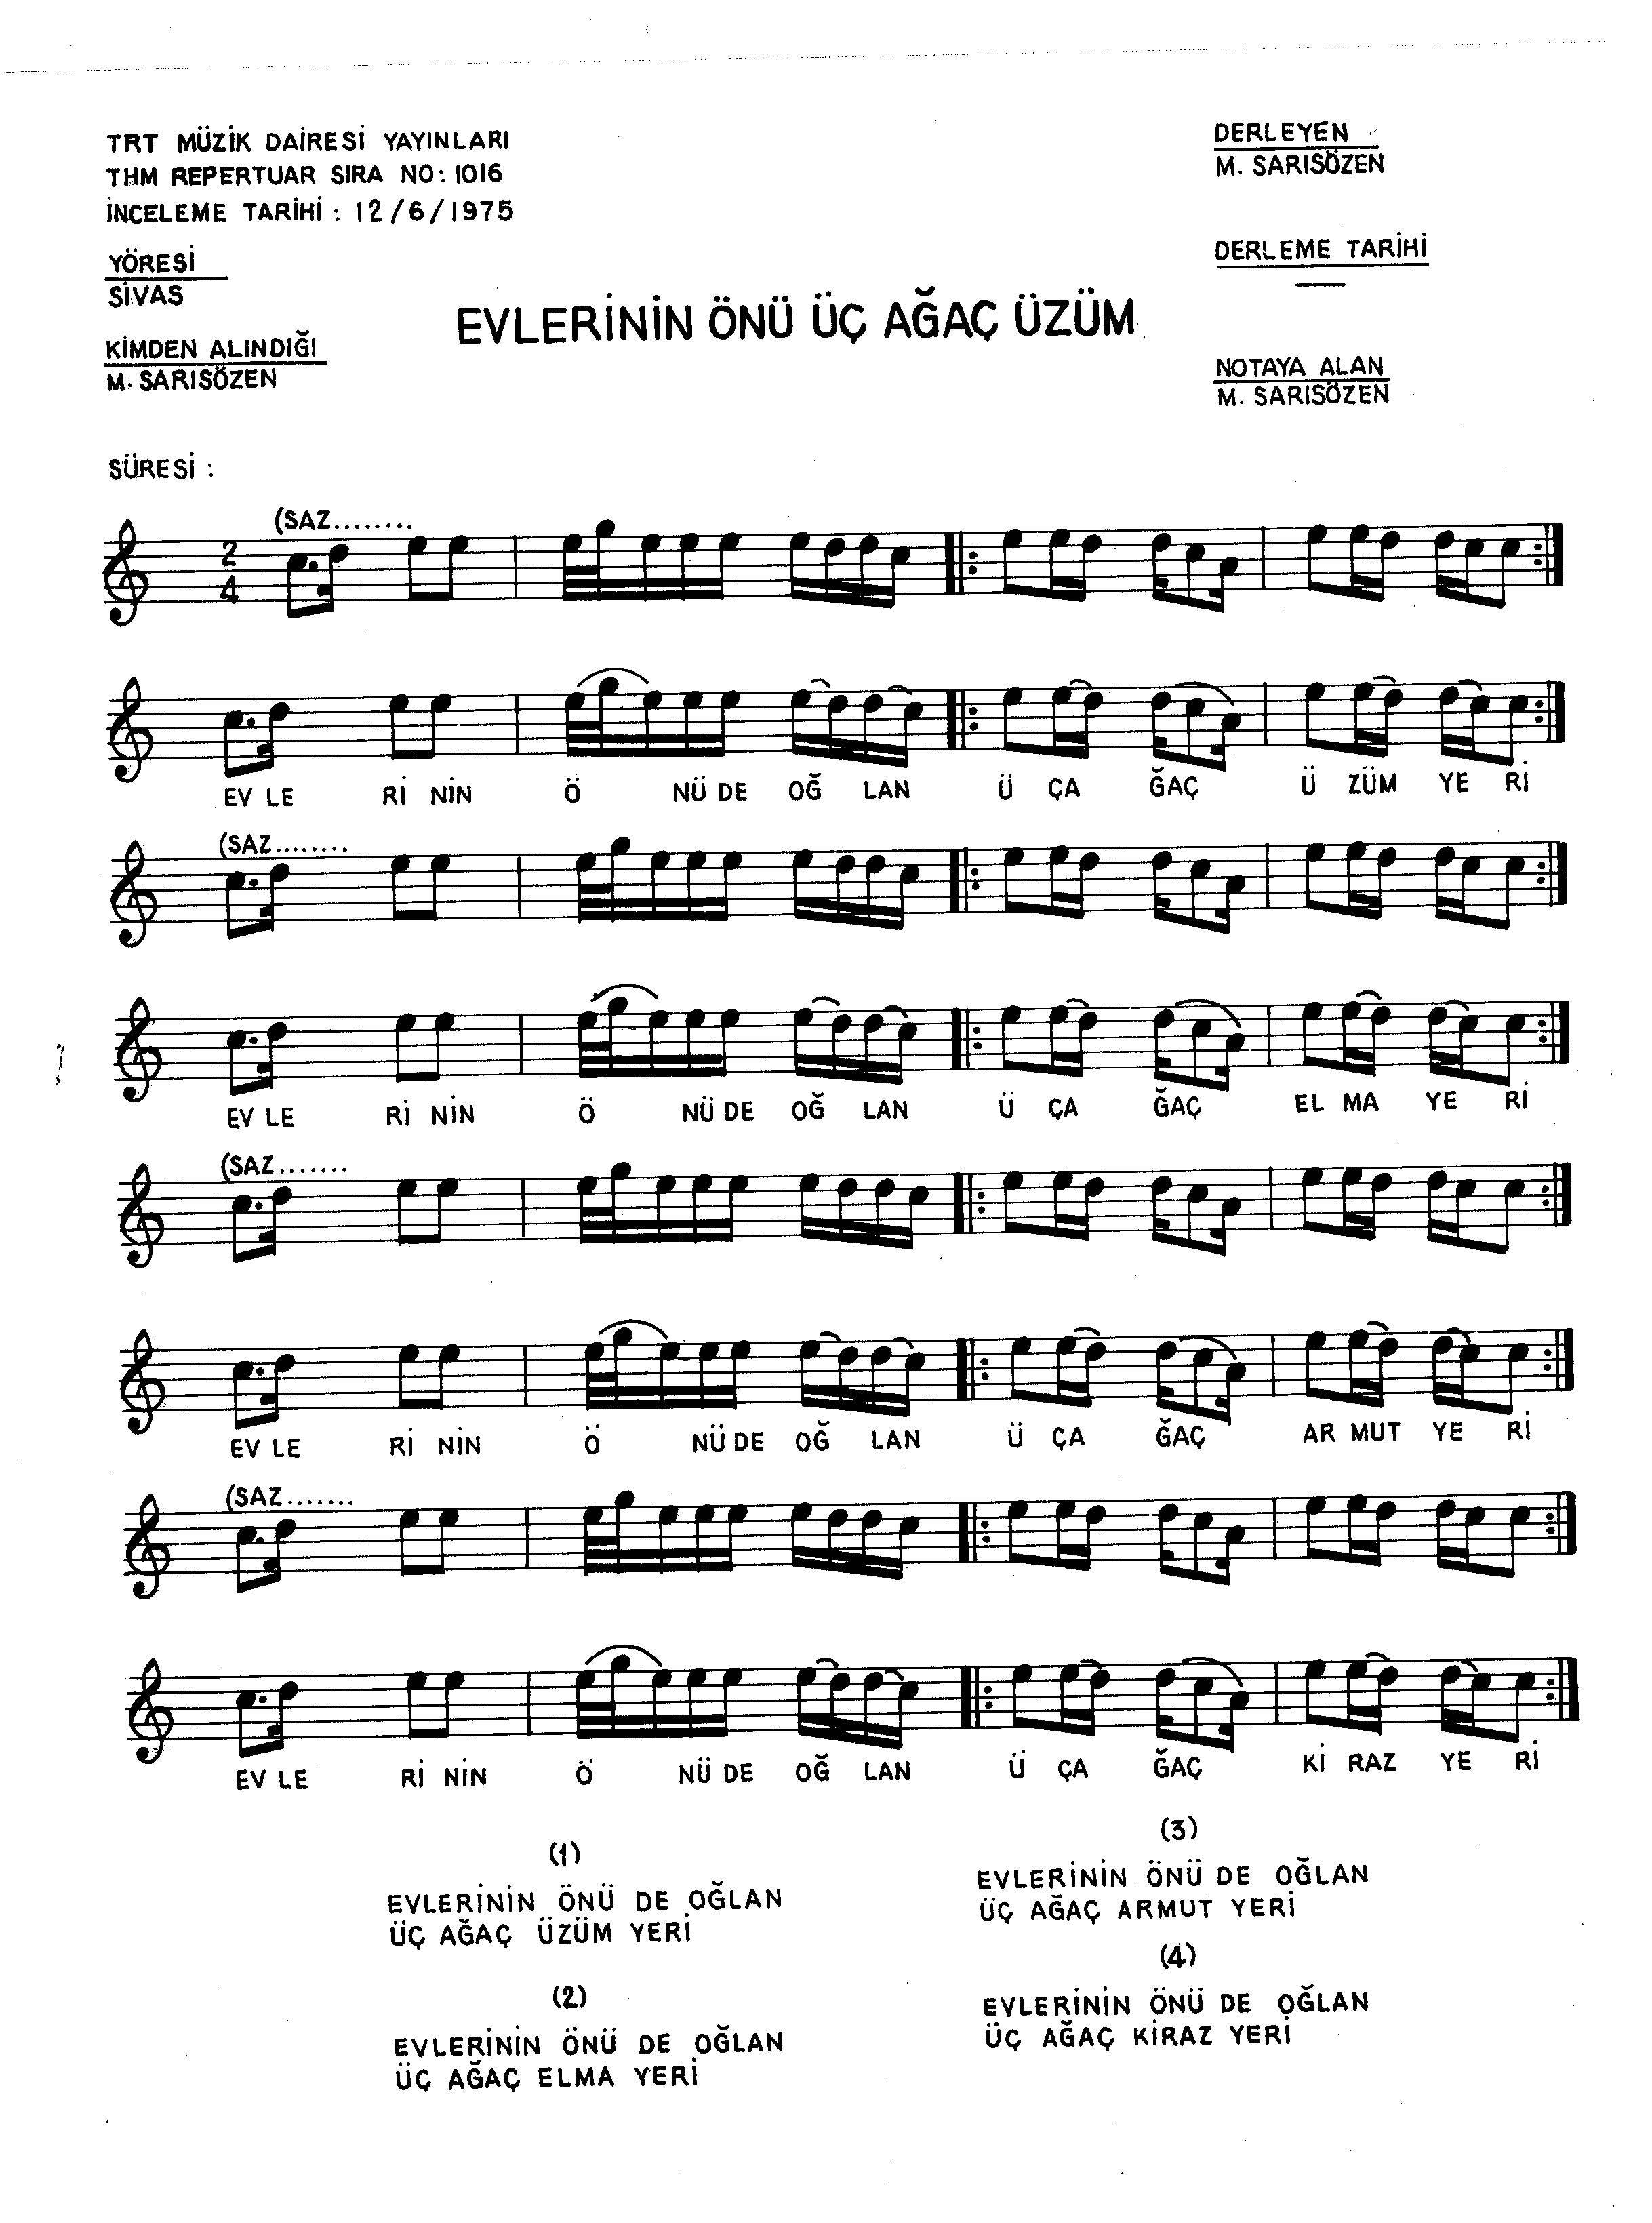 TRT MÜZİK DAİRESİ YAYINLARI
THM REPERTUAR SIRA NO: 1016
İNCELEME TARİHİ : 12/6/1975
YÖRESİ
SİVAS
KİMDEN ALINDIĞI
M. SARISÖZEN
DERLEYEN
M. SARISÖZEN
DERLEME TARİHİ
NOTAYA ALAN
M. SARISÖZEN
EVLERİNİN ÖNÜ ÜÇ AĞAÇ ÜZÜM
SÜRESİ :
(SAZ........
2
4
EV LE Rİ NİN Ö NÜ DE OĞ LAN Ü ÇA ĞAÇ Ü ZÜM YE Rİ
(SAZ........
EV LE Rİ NİN Ö NÜ DE OĞ LAN Ü ÇA ĞAÇ EL MA YE Rİ
(SAZ.......
EV LE Rİ NİN Ö NÜ DE OĞ LAN Ü ÇA ĞAÇ AR MUT YE Rİ
(SAZ.......
EV LE Rİ NİN Ö NÜ DE OĞ LAN Ü ÇA ĞAÇ Kİ RAZ YE Rİ
(1)
EVLERİNİN ÖNÜ DE OĞLAN
ÜÇ AĞAÇ ÜZÜM YERİ
(2)
EVLERİNİN ÖNÜ DE OĞLAN
ÜÇ AĞAÇ ELMA YERİ
(3)
EVLERİNİN ÖNÜ DE OĞLAN
ÜÇ AĞAÇ ARMUT YERİ
(4)
EVLERİNİN ÖNÜ DE OĞLAN
ÜÇ AĞAÇ KİRAZ YERİ